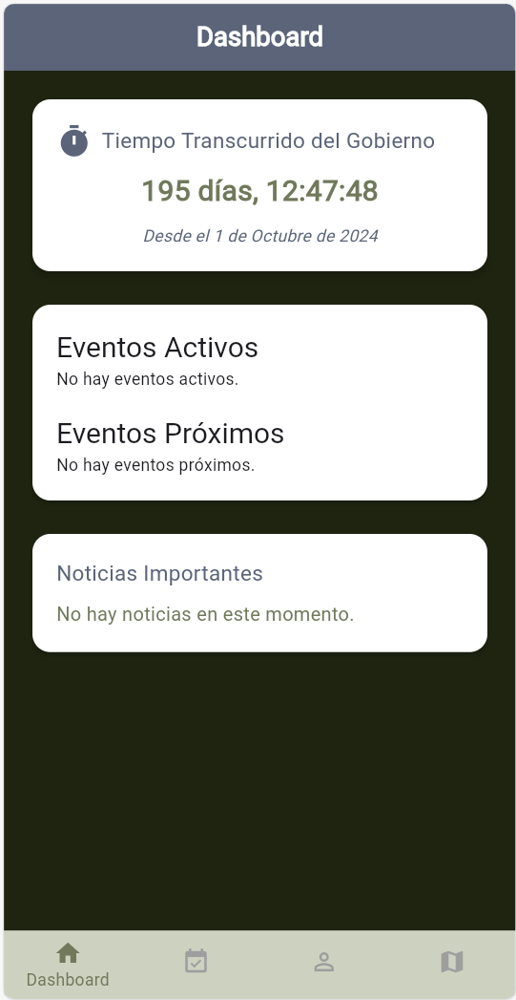 Dashboard
Tiempo Transcurrido del Gobierno
195 días, 12:47:48
Desde el 1 de Octubre de 2024
Eventos Activos
No hay eventos activos.
Eventos Próximos
No hay eventos próximos.
Noticias Importantes
No hay noticias en este momento.
Dashboard